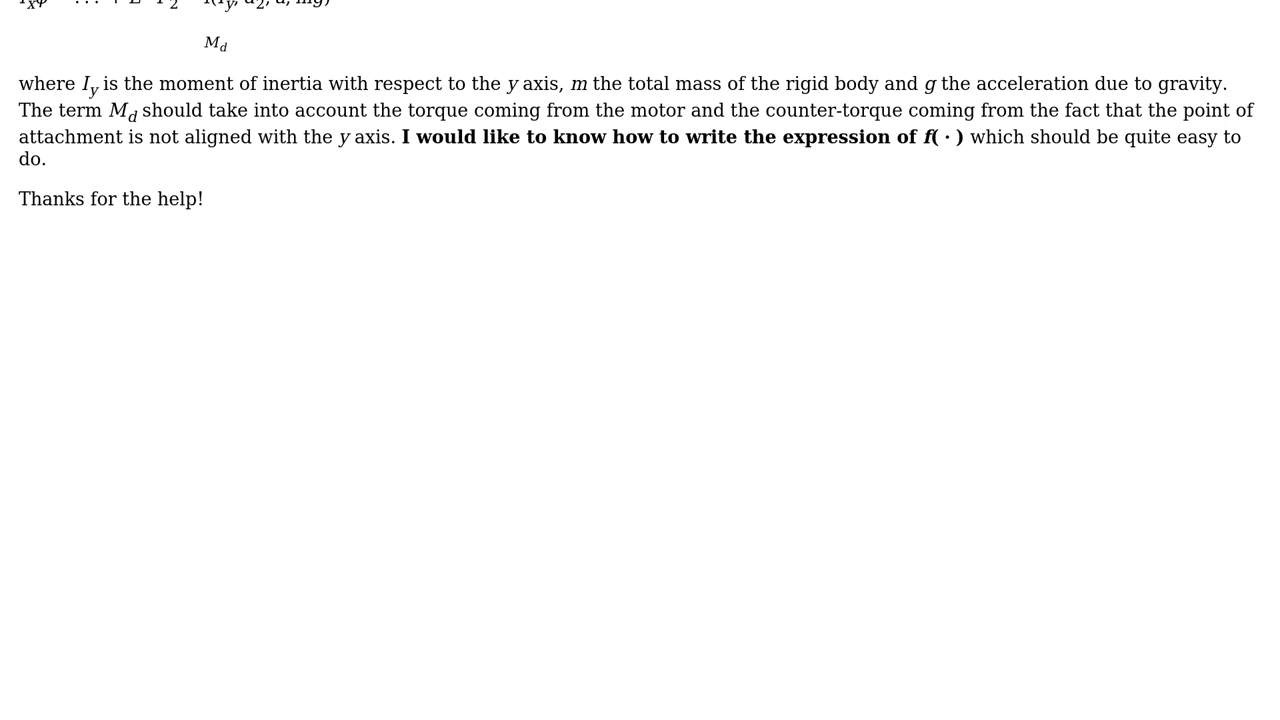 M_d
where I_y is the moment of inertia with respect to the y axis, m the total mass of the rigid body and g the acceleration due to gravity.
The term M_d should take into account the torque coming from the motor and the counter-torque coming from the fact that the point of
attachment is not aligned with the y axis. I would like to know how to write the expression of f( · ) which should be quite easy to
do.
Thanks for the help!